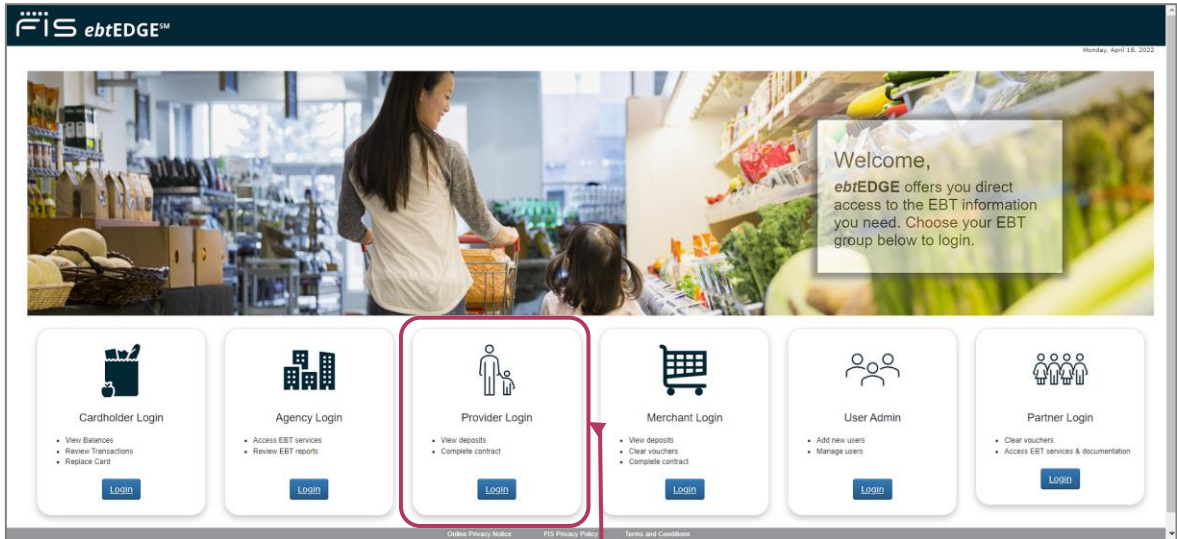 FIS ebtEDGE℠
Monday, April 18, 2022
Welcome,
ebtEDGE offers you direct
access to the EBT information
you need. Choose your EBT
group below to login.
Cardholder Login
• View Balances
• Review Transactions
• Replace Card
Login
Agency Login
• Access EBT services
• Review EBT reports
Login
Provider Login
• View deposits
• Complete contract
Login
Merchant Login
• View deposits
• Clear vouchers
• Complete contract
Login
User Admin
• Add new users
• Manage users
Login
Partner Login
• Clear vouchers
• Access EBT services & documentation
Login
Online Privacy Notice FIS Privacy Policy Terms and Conditions